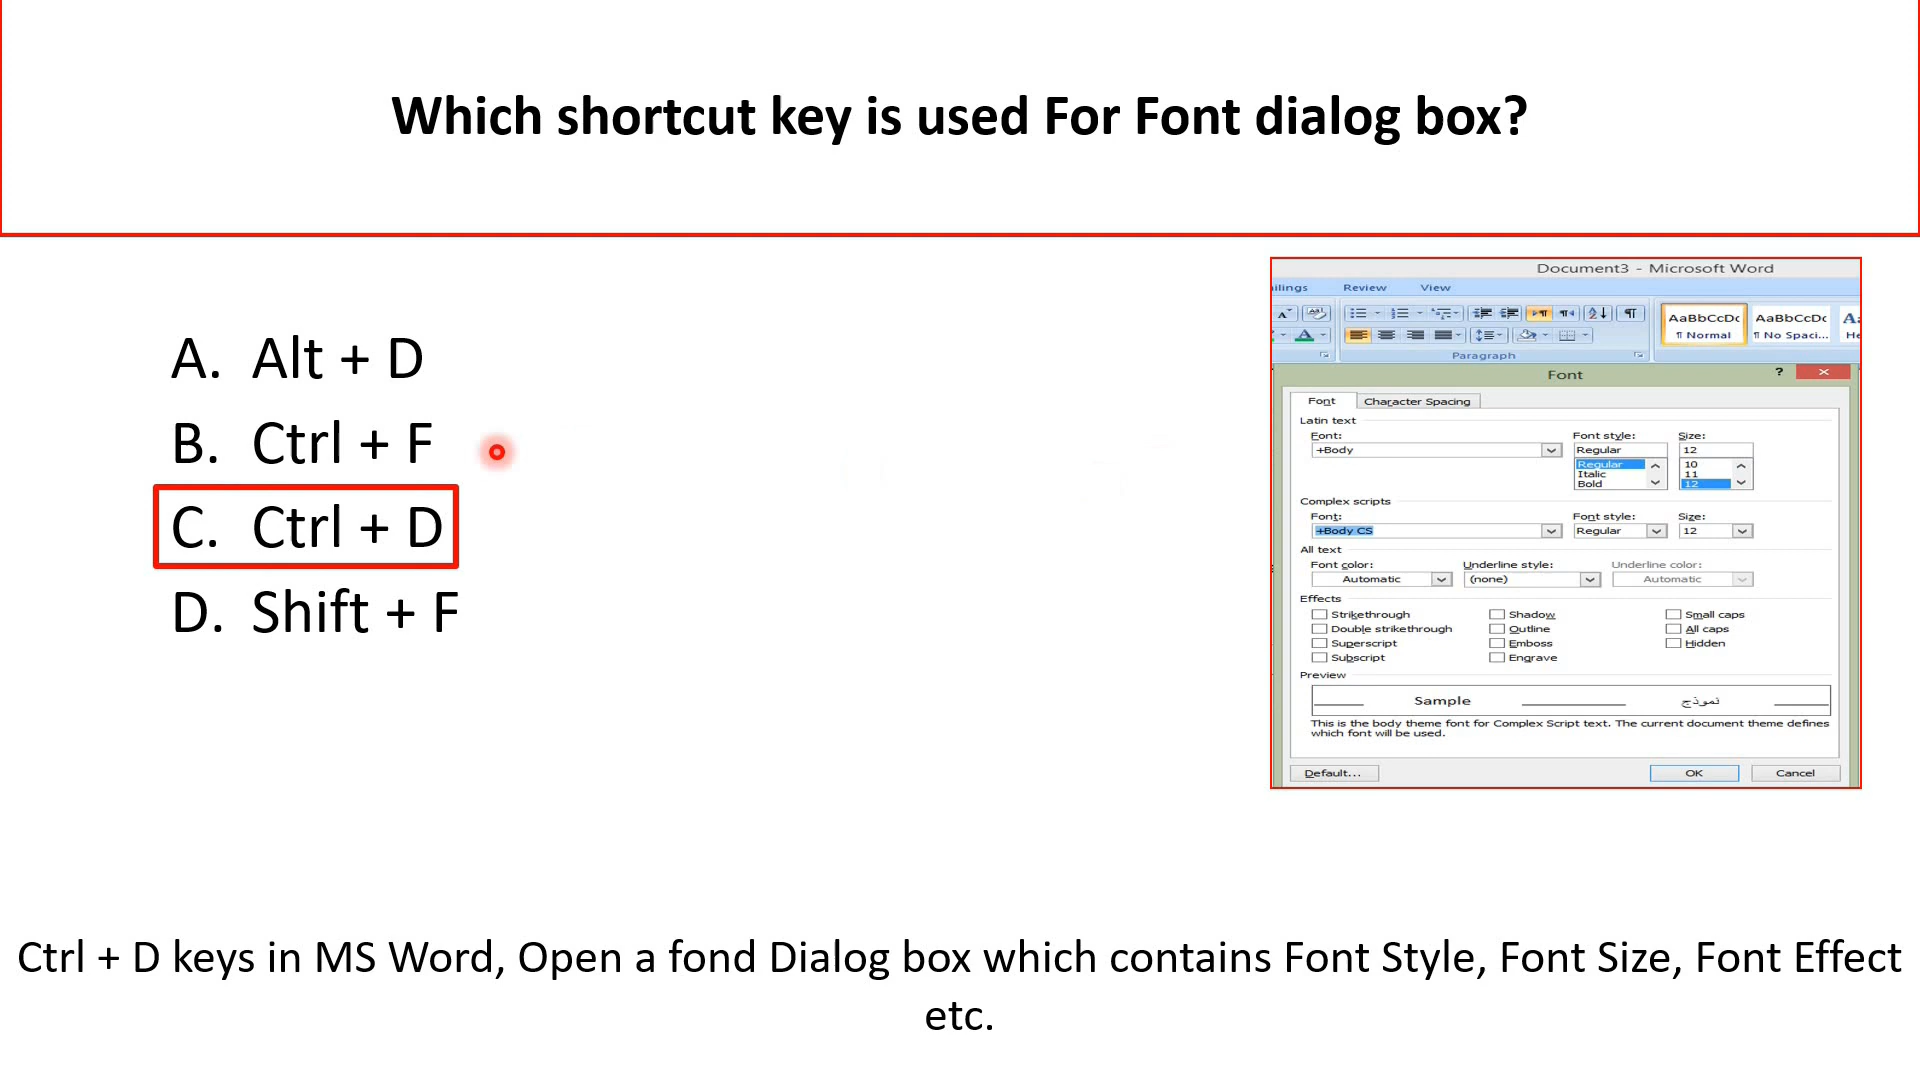 Which shortcut key is used For Font dialog box?
A. Alt + D
B. Ctrl + F
C. Ctrl + D
D. Shift + F
Document3 - Microsoft Word
ilings Review View
AaBbCcDc AaBbCcDc
¶ Normal ¶ No Spaci...
Paragraph
Font
Font Character Spacing
Latin text
Font: Font style: Size:
+Body Regular 12
Regular 10
Italic 11
Bold 12
Complex scripts
Font: Font style: Size:
+Body CS Regular 12
All text
Font color: Underline style: Underline color:
Automatic (none) Automatic
Effects
Strikethrough Shadow Small caps
Double strikethrough Outline All caps
Superscript Emboss Hidden
Subscript Engrave
Preview
Sample نموذج
This is the body theme font for Complex Script text. The current document theme defines
which font will be used.
Default... OK Cancel
Ctrl + D keys in MS Word, Open a fond Dialog box which contains Font Style, Font Size, Font Effect
etc.